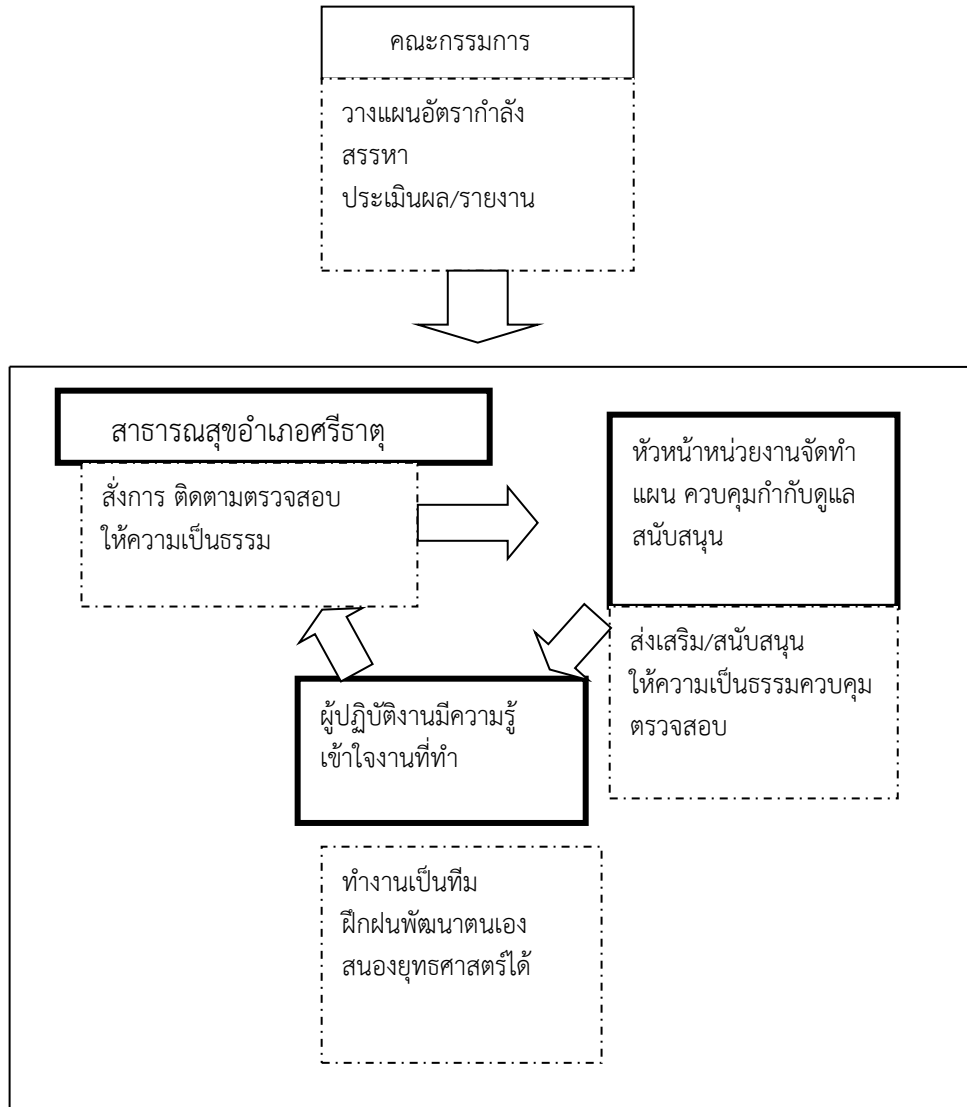 คณะกรรมการ
วางแผนอัตรากำลัง
สรรหา
ประเมินผล/รายงาน
สาธารณสุขอำเภอศรีธาตุ
สั่งการ ติดตามตรวจสอบ
ให้ความเป็นธรรม
หัวหน้าหน่วยงานจัดทำ
แผน ควบคุมกำกับดูแล
สนับสนุน
ส่งเสริม/สนับสนุน
ให้ความเป็นธรรมควบคุม
ตรวจสอบ
ผู้ปฏิบัติงานมีความรู้
เข้าใจงานที่ทำ
ทำงานเป็นทีม
ฝึกฝนพัฒนาตนเอง
สนองยุทธศาสตร์ได้